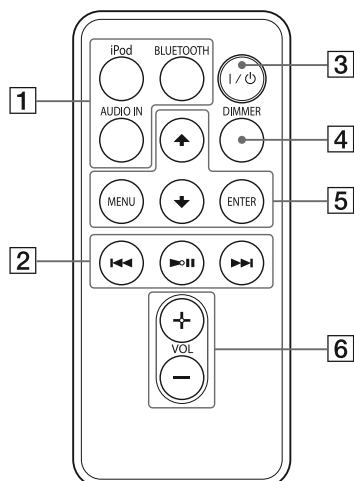 iPod BLUETOOTH
3
I / ⏻
1
AUDIO IN DIMMER
4
MENU ENTER
5
2
VOL
6